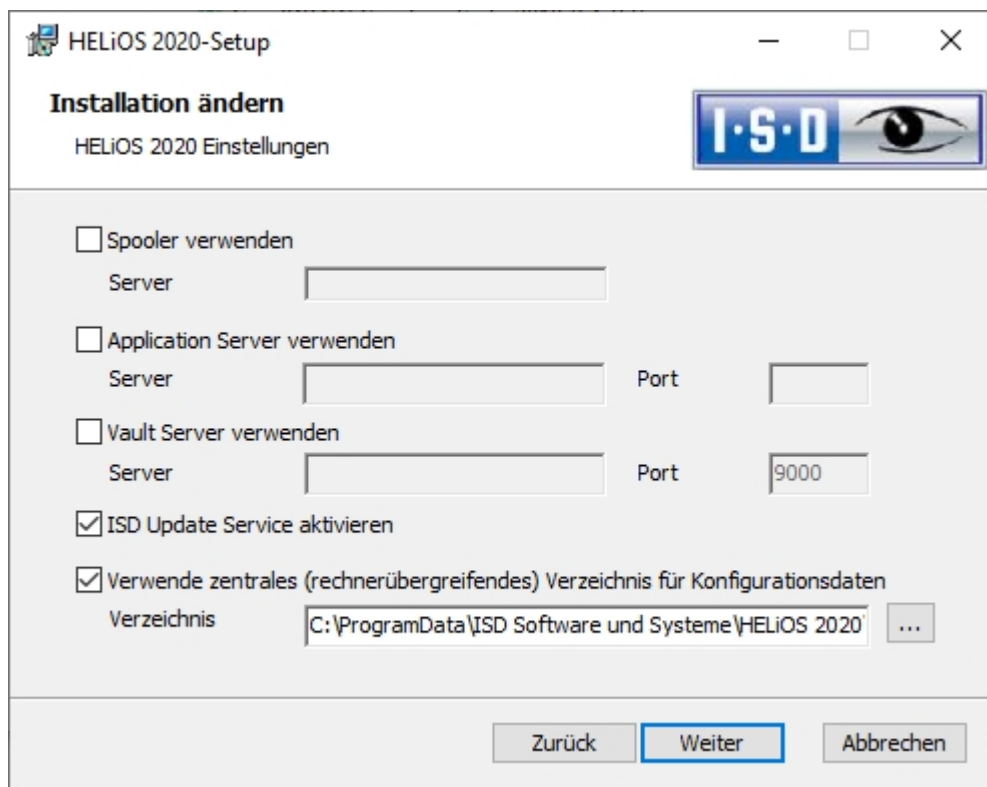 HELiOS 2020-Setup
Installation ändern
HELiOS 2020 Einstellungen
I·S·D
Spooler verwenden
Server
Application Server verwenden
Server Port
Vault Server verwenden
Server Port 9000
ISD Update Service aktivieren
Verwende zentrales (rechnerübergreifendes) Verzeichnis für Konfigurationsdaten
Verzeichnis C:\ProgramData\ISD Software und Systeme\HELiOS 2020 ...
Zurück Weiter Abbrechen